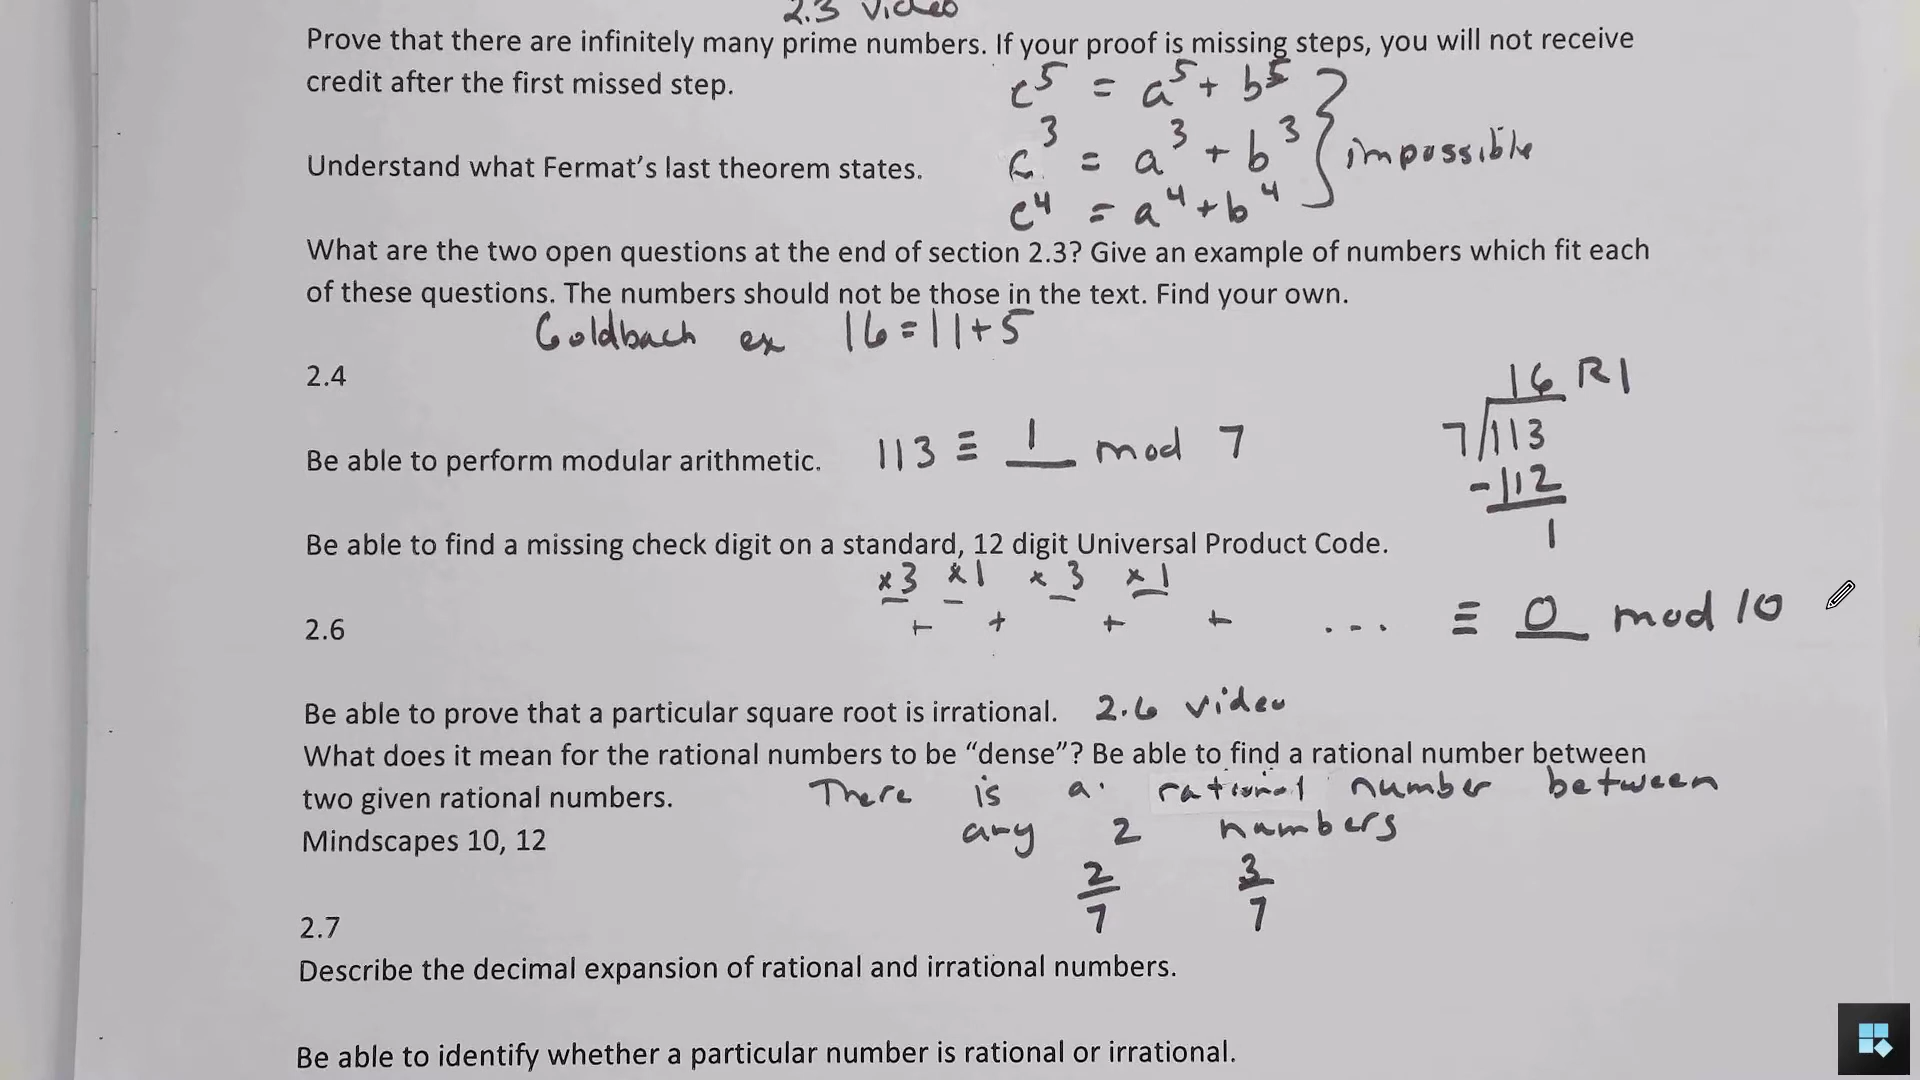 2.3 video
Prove that there are infinitely many prime numbers. If your proof is missing steps, you will not receive
credit after the first missed step.
c⁵ = a⁵ + b⁵
c³ = a³ + b³ } impossible
Understand what Fermat's last theorem states.
c⁴ = a⁴ + b⁴
What are the two open questions at the end of section 2.3? Give an example of numbers which fit each
of these questions. The numbers should not be those in the text. Find your own.
Goldbach ex 16 = 11 + 5
2.4
16 R1
7 113
-112
1
Be able to perform modular arithmetic. 113 ≡ 1 mod 7
Be able to find a missing check digit on a standard, 12 digit Universal Product Code.
×3 ×1 ×3 ×1
+ + + + ... ≡ 0 mod 10
2.6
Be able to prove that a particular square root is irrational. 2.6 video
What does it mean for the rational numbers to be “dense”? Be able to find a rational number between
two given rational numbers. There is a rational number between
any 2 numbers
Mindscapes 10, 12
2/7 3/7
2.7
Describe the decimal expansion of rational and irrational numbers.
Be able to identify whether a particular number is rational or irrational.